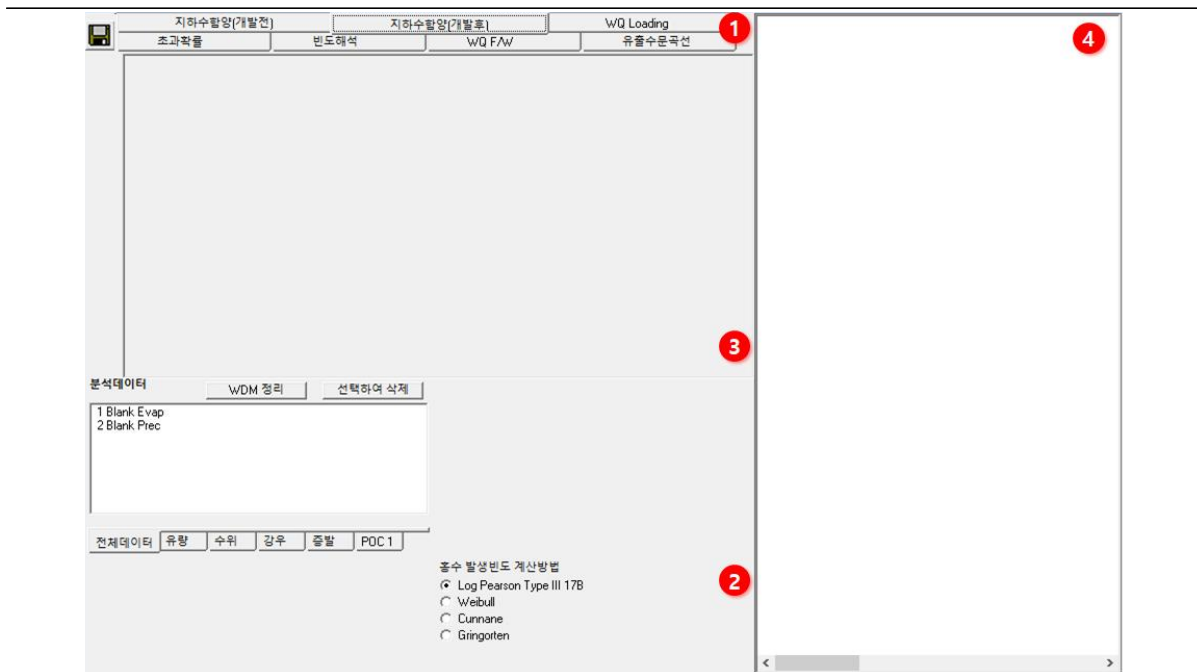 지하수함양(개발전) 지하수함양(개발후) WQ Loading 1
초과확률 빈도해석 WQ F/W 유출수문곡선
4
3
분석데이터 WDM 정리 선택하여 삭제
1 Blank Evap
2 Blank Prec
전체데이터 유량 수위 강우 증발 POC 1
홍수 발생빈도 계산방법
Log Pearson Type III 17B 2
Weibull
Cunnane
Gringorten